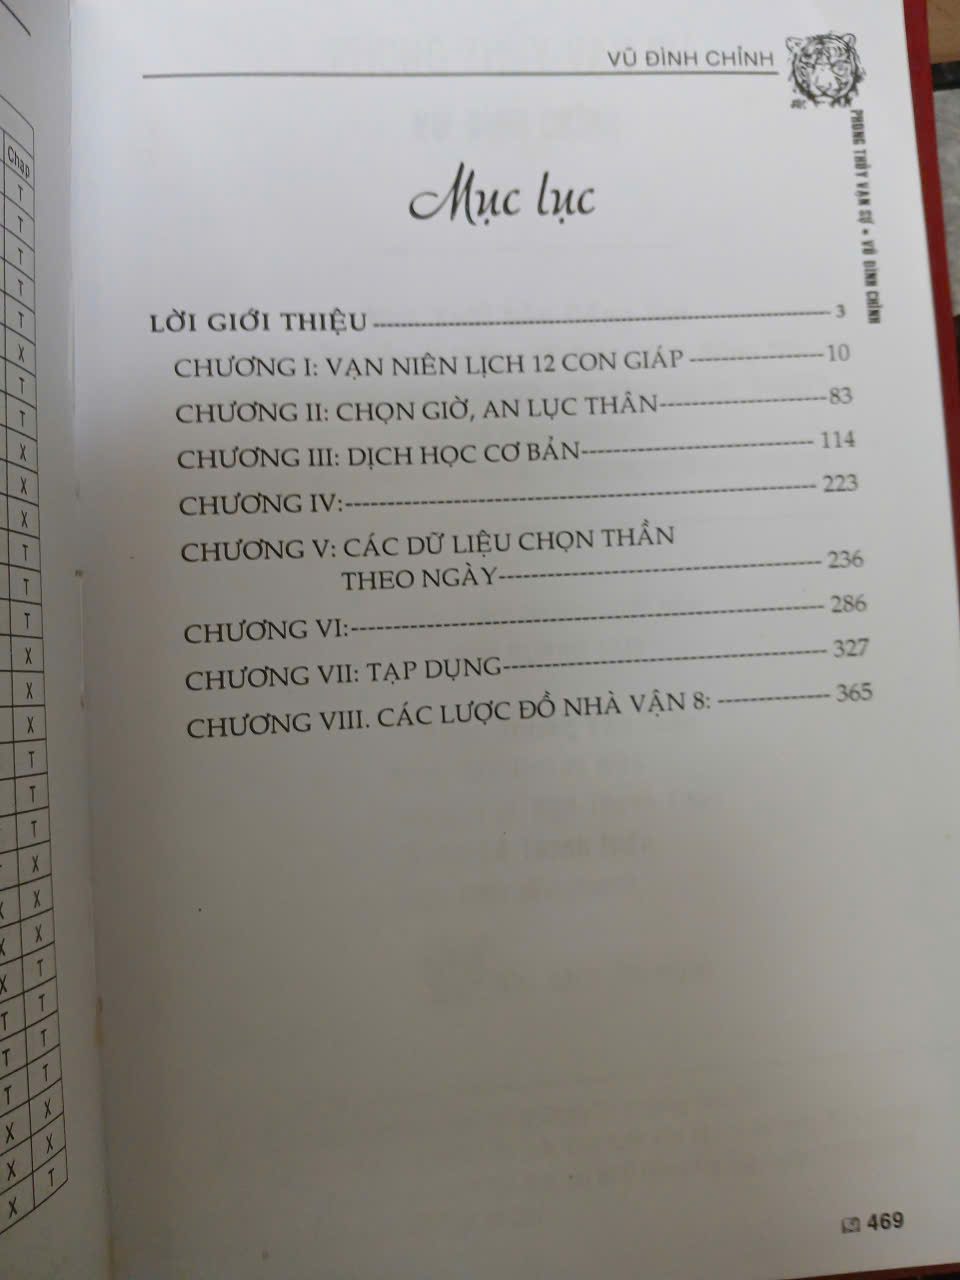 Chạp
T
T
T
T
T
X
T
T
X
X
X
T
T
T
X
X
X
T
T
T
X
X
X
X
X
X
T
T
T
T
T
T
T
X
X
X
X
X
T
VŨ ĐÌNH CHỈNH
PHONG THỦY VẠN SỰ • VŨ ĐÌNH CHỈNH
Mục lục
LỜI GIỚI THIỆU ---------- 3
CHƯƠNG I: VẠN NIÊN LỊCH 12 CON GIÁP ---------- 10
CHƯƠNG II: CHỌN GIỜ, AN LỤC THÂN ---------- 83
CHƯƠNG III: DỊCH HỌC CƠ BẢN ---------- 114
CHƯƠNG IV: ---------- 223
CHƯƠNG V: CÁC DỮ LIỆU CHỌN THẦN
THEO NGÀY ---------- 236
CHƯƠNG VI: ---------- 286
CHƯƠNG VII: TẠP DỤNG ---------- 327
CHƯƠNG VIII. CÁC LƯỢC ĐỒ NHÀ VẬN 8: ---------- 365
469